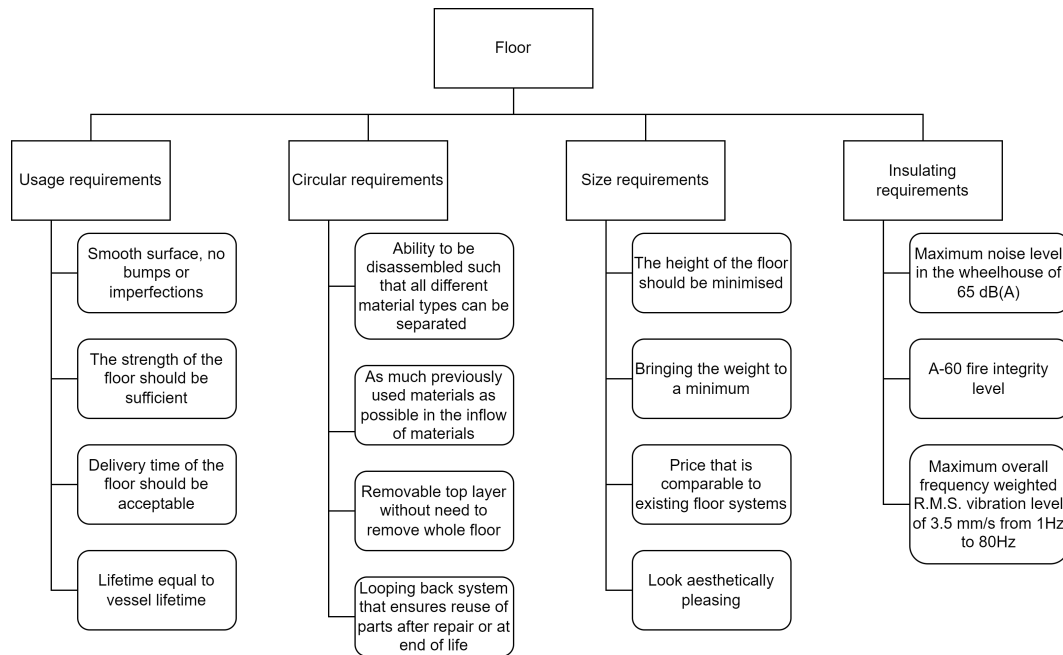 Floor
Usage requirements
Smooth surface, no
bumps or
imperfections
The strength of the
floor should be
sufficient
Delivery time of the
floor should be
acceptable
Lifetime equal to
vessel lifetime
Circular requirements
Ability to be
disassembled such
that all different
material types can be
separated
As much previously
used materials as
possible in the inflow
of materials
Removable top layer
without need to
remove whole floor
Looping back system
that ensures reuse of
parts after repair or at
end of life
Size requirements
The height of the floor
should be minimised
Bringing the weight to
a minimum
Price that is
comparable to
existing floor systems
Look aesthetically
pleasing
Insulating
requirements
Maximum noise level
in the wheelhouse of
65 dB(A)
A-60 fire integrity
level
Maximum overall
frequency weighted
R.M.S. vibration level
of 3.5 mm/s from 1Hz
to 80Hz